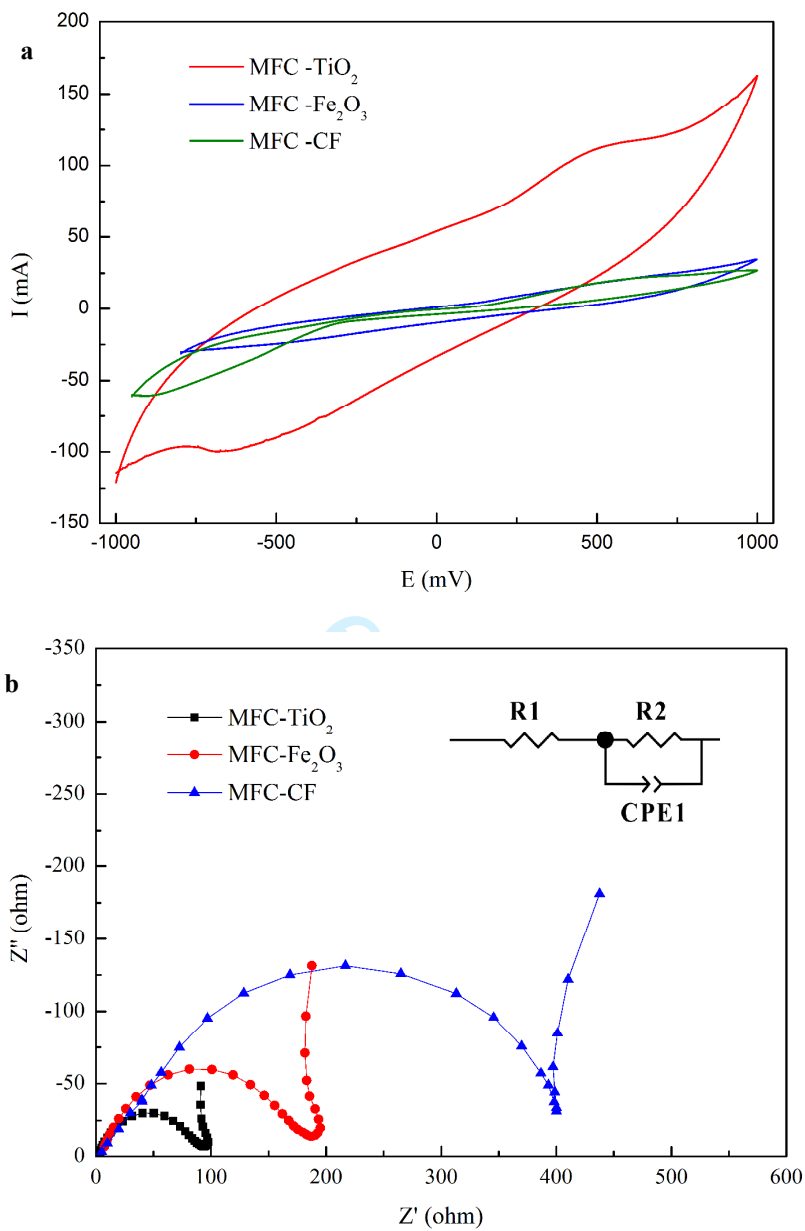 a
200
150
100
50
0
-50
-100
-150
I (mA)
MFC -TiO2
MFC -Fe2O3
MFC -CF
-1000 -500 0 500 1000
E (mV)
b
-350
-300
-250
-200
-150
-100
-50
0
Z'' (ohm)
MFC-TiO2
MFC-Fe2O3
MFC-CF
R1 R2
CPE1
0 100 200 300 400 500 600
Z' (ohm)